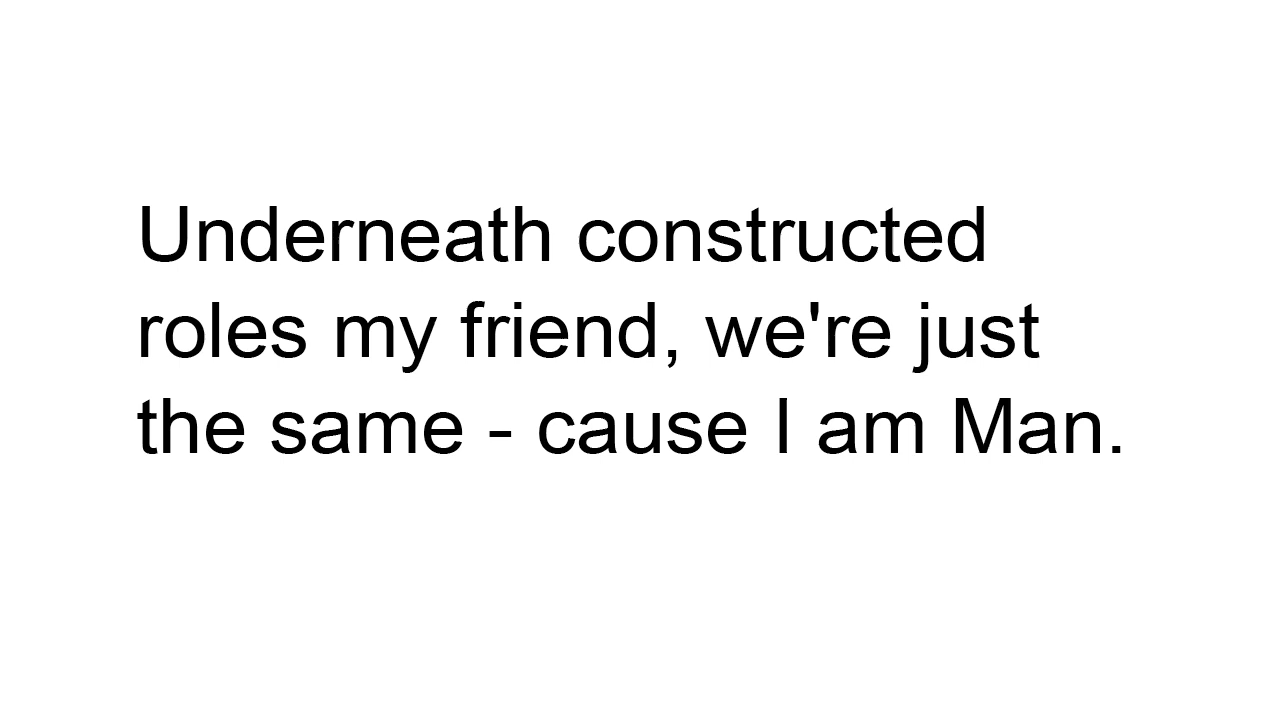 Underneath constructed
roles my friend, we're just
the same - cause I am Man.